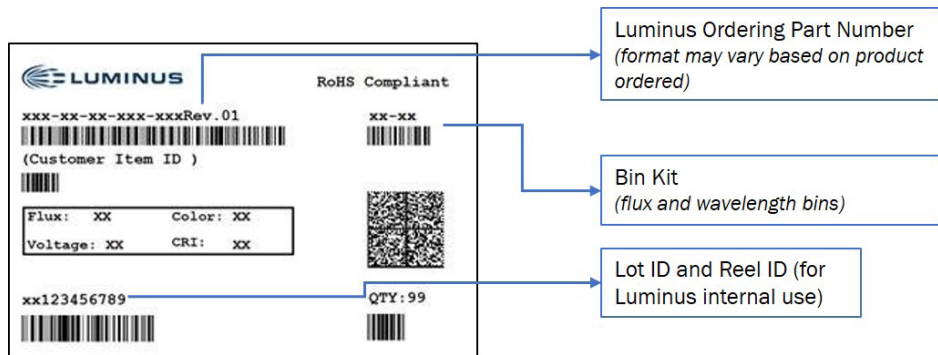 LUMINUS
RoHS Compliant
xxx-xx-xx-xxx-xxxRev.01
xx-xx
(Customer Item ID )
Flux: XX Color: XX
Voltage: XX CRI: XX
xx123456789
QTY:99
Luminus Ordering Part Number
(format may vary based on product
ordered)
Bin Kit
(flux and wavelength bins)
Lot ID and Reel ID (for
Luminus internal use)